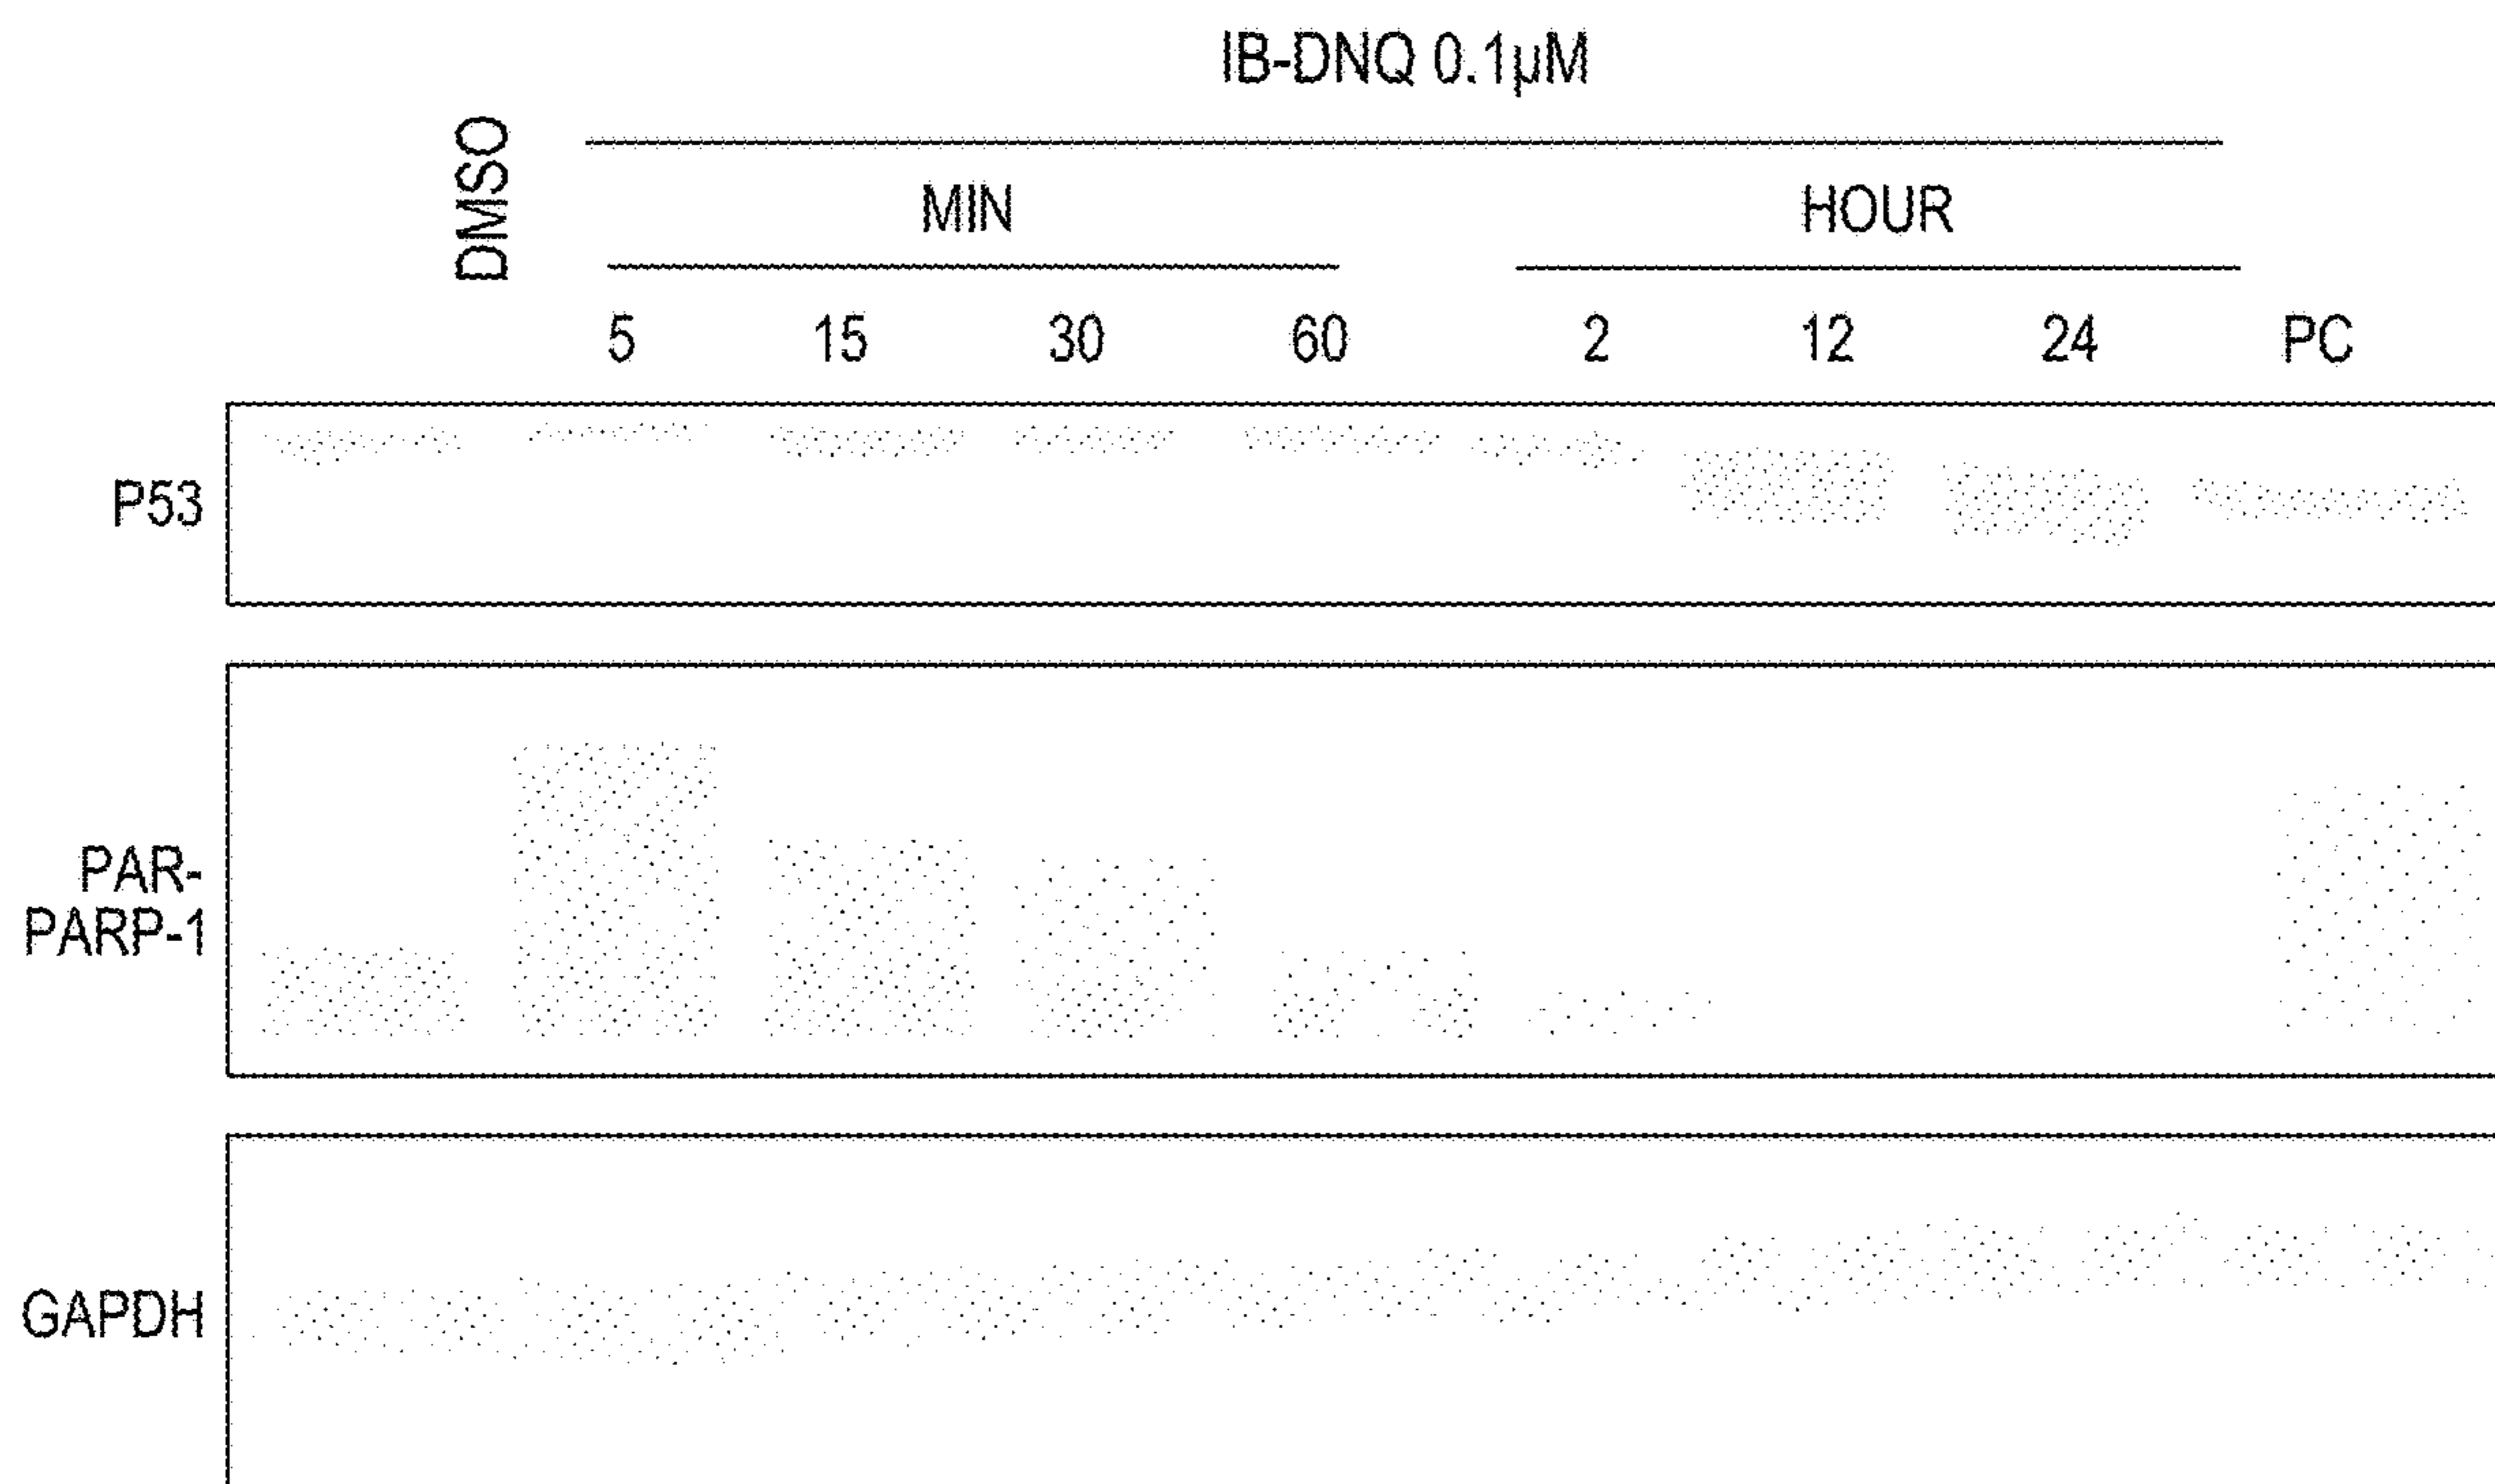 IB-DNQ 0.1μM
DMSO
MIN HOUR
5 15 30 60 2 12 24 PC
P53
PAR-
PARP-1
GAPDH